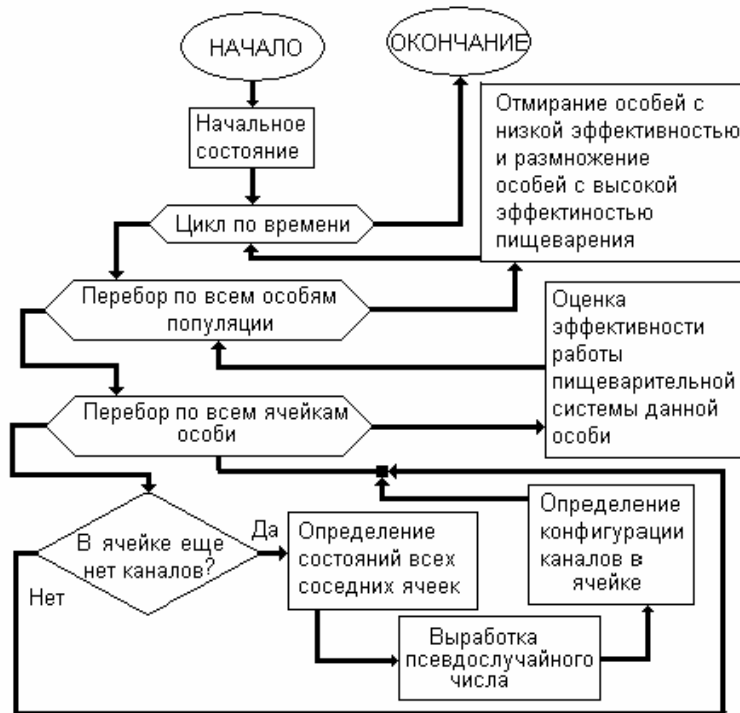 НАЧАЛО
ОКОНЧАНИЕ
Начальное
состояние
Отмирание особей с
низкой эффективностью
и размножение
особей с высокой
эффектиностью
пищеварения
Цикл по времени
Перебор по всем особям
популяции
Оценка
эффективности
работы
пищеварительной
системы данной
особи
Перебор по всем ячейкам
особи
В ячейке еще
нет каналов?
Да
Нет
Определение
состояний всех
соседних ячеек
Определение
конфигурации
каналов в
ячейке
Выработка
псевдослучайного
числа